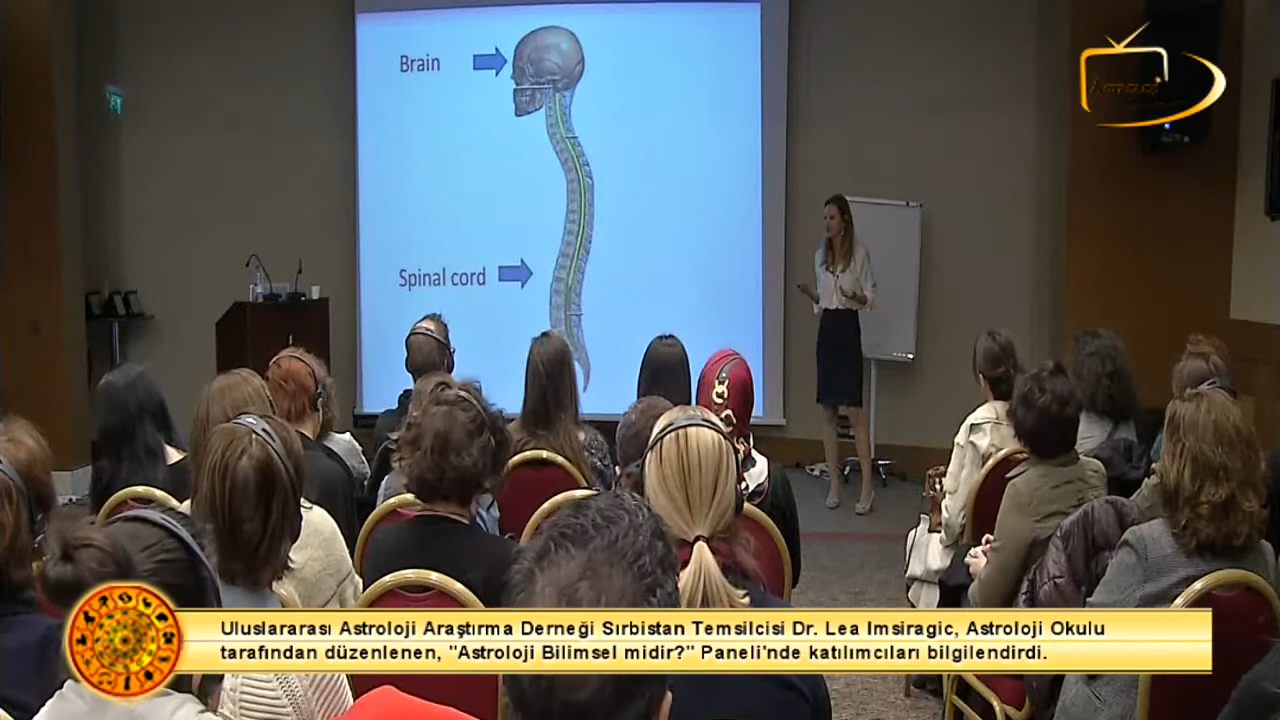 Brain
Astroloji
Spinal cord
Uluslararası Astroloji Araştırma Derneği Sırbistan Temsilcisi Dr. Lea Imsiragic, Astroloji Okulu
tarafından düzenlenen, "Astroloji Bilimsel midir?" Paneli'nde katılımcıları bilgilendirdi.